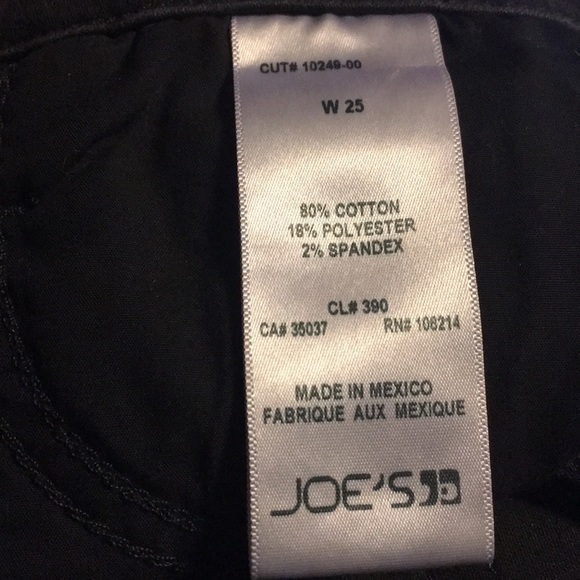 CUT# 10249-00
W 25
80% COTTON
18% POLYESTER
2% SPANDEX
CL# 390
CA# 35037 RN# 106214
MADE IN MEXICO
FABRIQUE AUX MEXIQUE
JOE'S